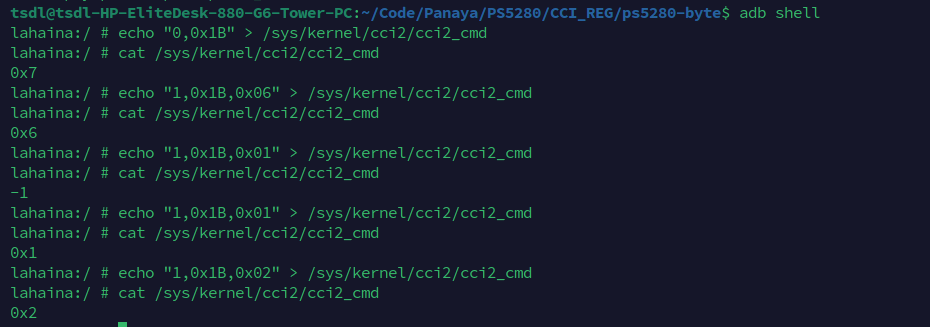 tsdl@tsdl-HP-EliteDesk-880-G6-Tower-PC:~/Code/Panaya/PS5280/CCI_REG/ps5280-byte$ adb shell
lahaina:/ # echo "0,0x1B" > /sys/kernel/cci2/cci2_cmd
lahaina:/ # cat /sys/kernel/cci2/cci2_cmd
0x7
lahaina:/ # echo "1,0x1B,0x06" > /sys/kernel/cci2/cci2_cmd
lahaina:/ # cat /sys/kernel/cci2/cci2_cmd
0x6
lahaina:/ # echo "1,0x1B,0x01" > /sys/kernel/cci2/cci2_cmd
lahaina:/ # cat /sys/kernel/cci2/cci2_cmd
-1
lahaina:/ # echo "1,0x1B,0x01" > /sys/kernel/cci2/cci2_cmd
lahaina:/ # cat /sys/kernel/cci2/cci2_cmd
0x1
lahaina:/ # echo "1,0x1B,0x02" > /sys/kernel/cci2/cci2_cmd
lahaina:/ # cat /sys/kernel/cci2/cci2_cmd
0x2